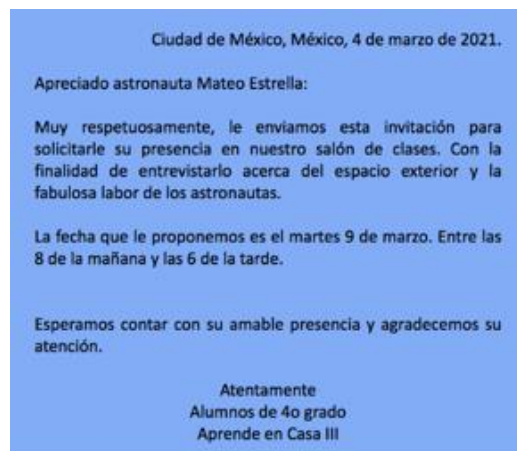 Ciudad de México, México, 4 de marzo de 2021.
Apreciado astronauta Mateo Estrella:
Muy respetuosamente, le enviamos esta invitación para
solicitarle su presencia en nuestro salón de clases. Con la
finalidad de entrevistarlo acerca del espacio exterior y la
fabulosa labor de los astronautas.
La fecha que le proponemos es el martes 9 de marzo. Entre las
8 de la mañana y las 6 de la tarde.
Esperamos contar con su amable presencia y agradecemos su
atención.
Atentamente
Alumnos de 4o grado
Aprende en Casa III